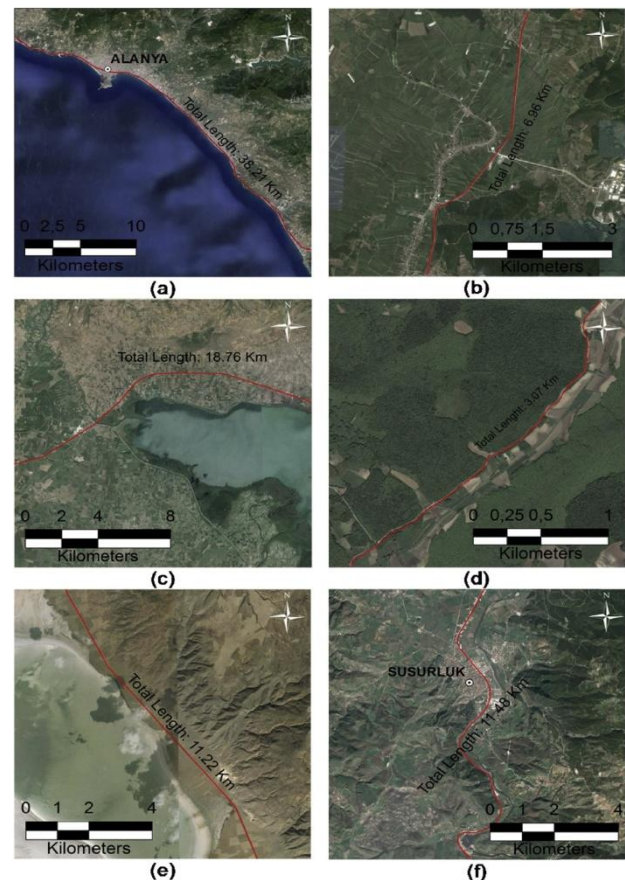 N
ALANYA
Total Length: 38.21 Km
0 2,5 5 10
Kilometers
(a)
N
Total Length: 6.96 Km
0 0,75 1,5 3
Kilometers
(b)
N
Total Length: 18.76 Km
0 2 4 8
Kilometers
(c)
N
Total Lenght: 3.07 Km
0 0,25 0,5 1
Kilometers
(d)
N
Total Length: 11.22 Km
0 1 2 4
Kilometers
(e)
N
SUSURLUK
Total Length: 11.48 Km
0 1 2 4
Kilometers
(f)